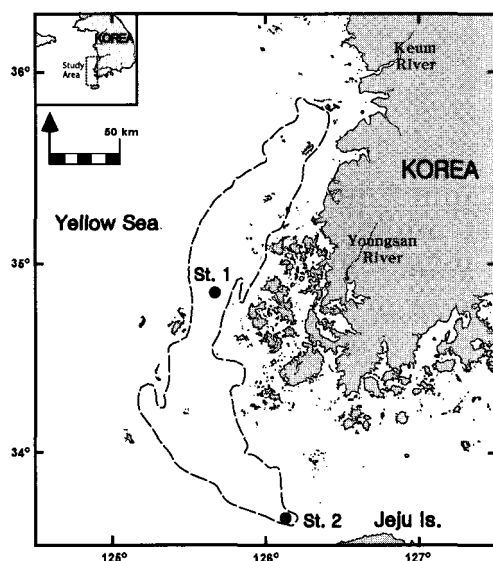 KOREA
Study
Area
50 km
36°
Keum
River
KOREA
Yellow Sea
Youngsan
River
35°
St. 1
34°
St. 2
Jeju Is.
125°
126°
127°